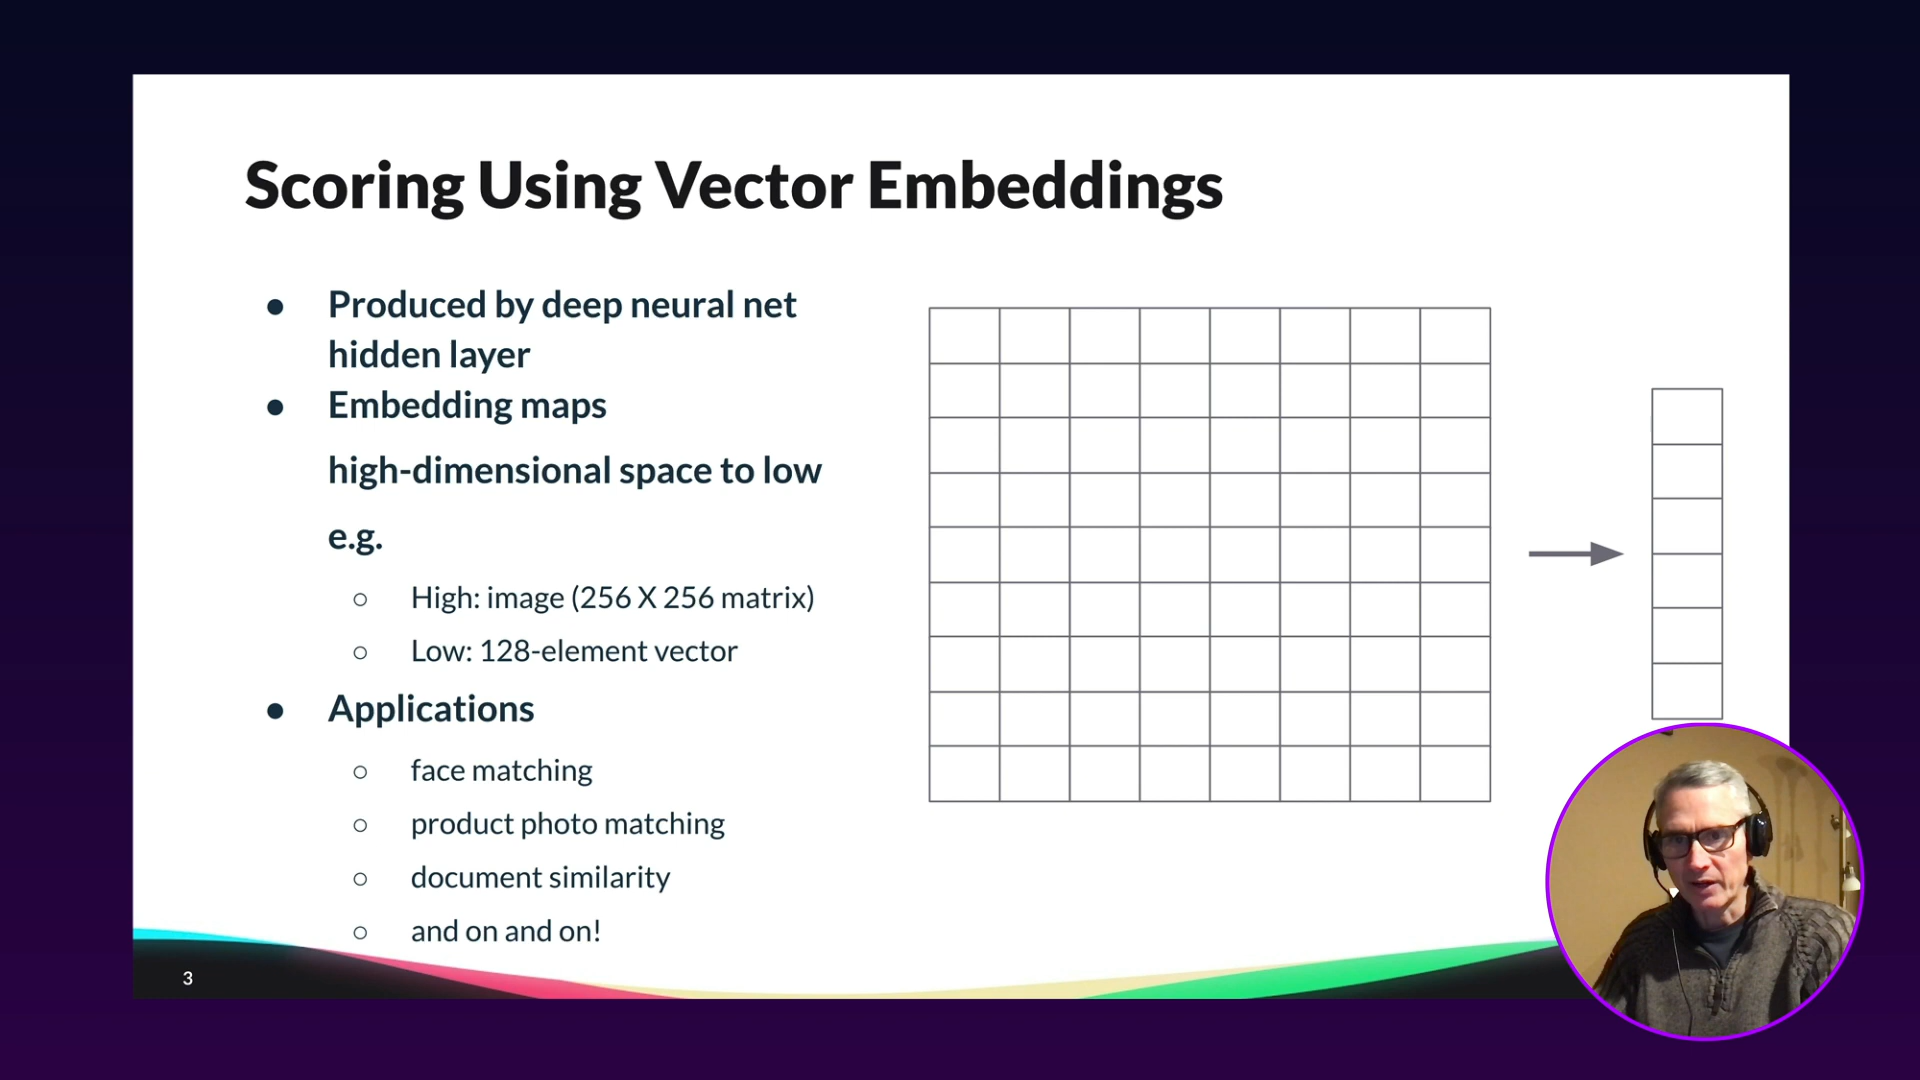 Scoring Using Vector Embeddings
● Produced by deep neural net
hidden layer
● Embedding maps
high-dimensional space to low
e.g.
○ High: image (256 X 256 matrix)
○ Low: 128-element vector
● Applications
○ face matching
○ product photo matching
○ document similarity
○ and on and on!
3